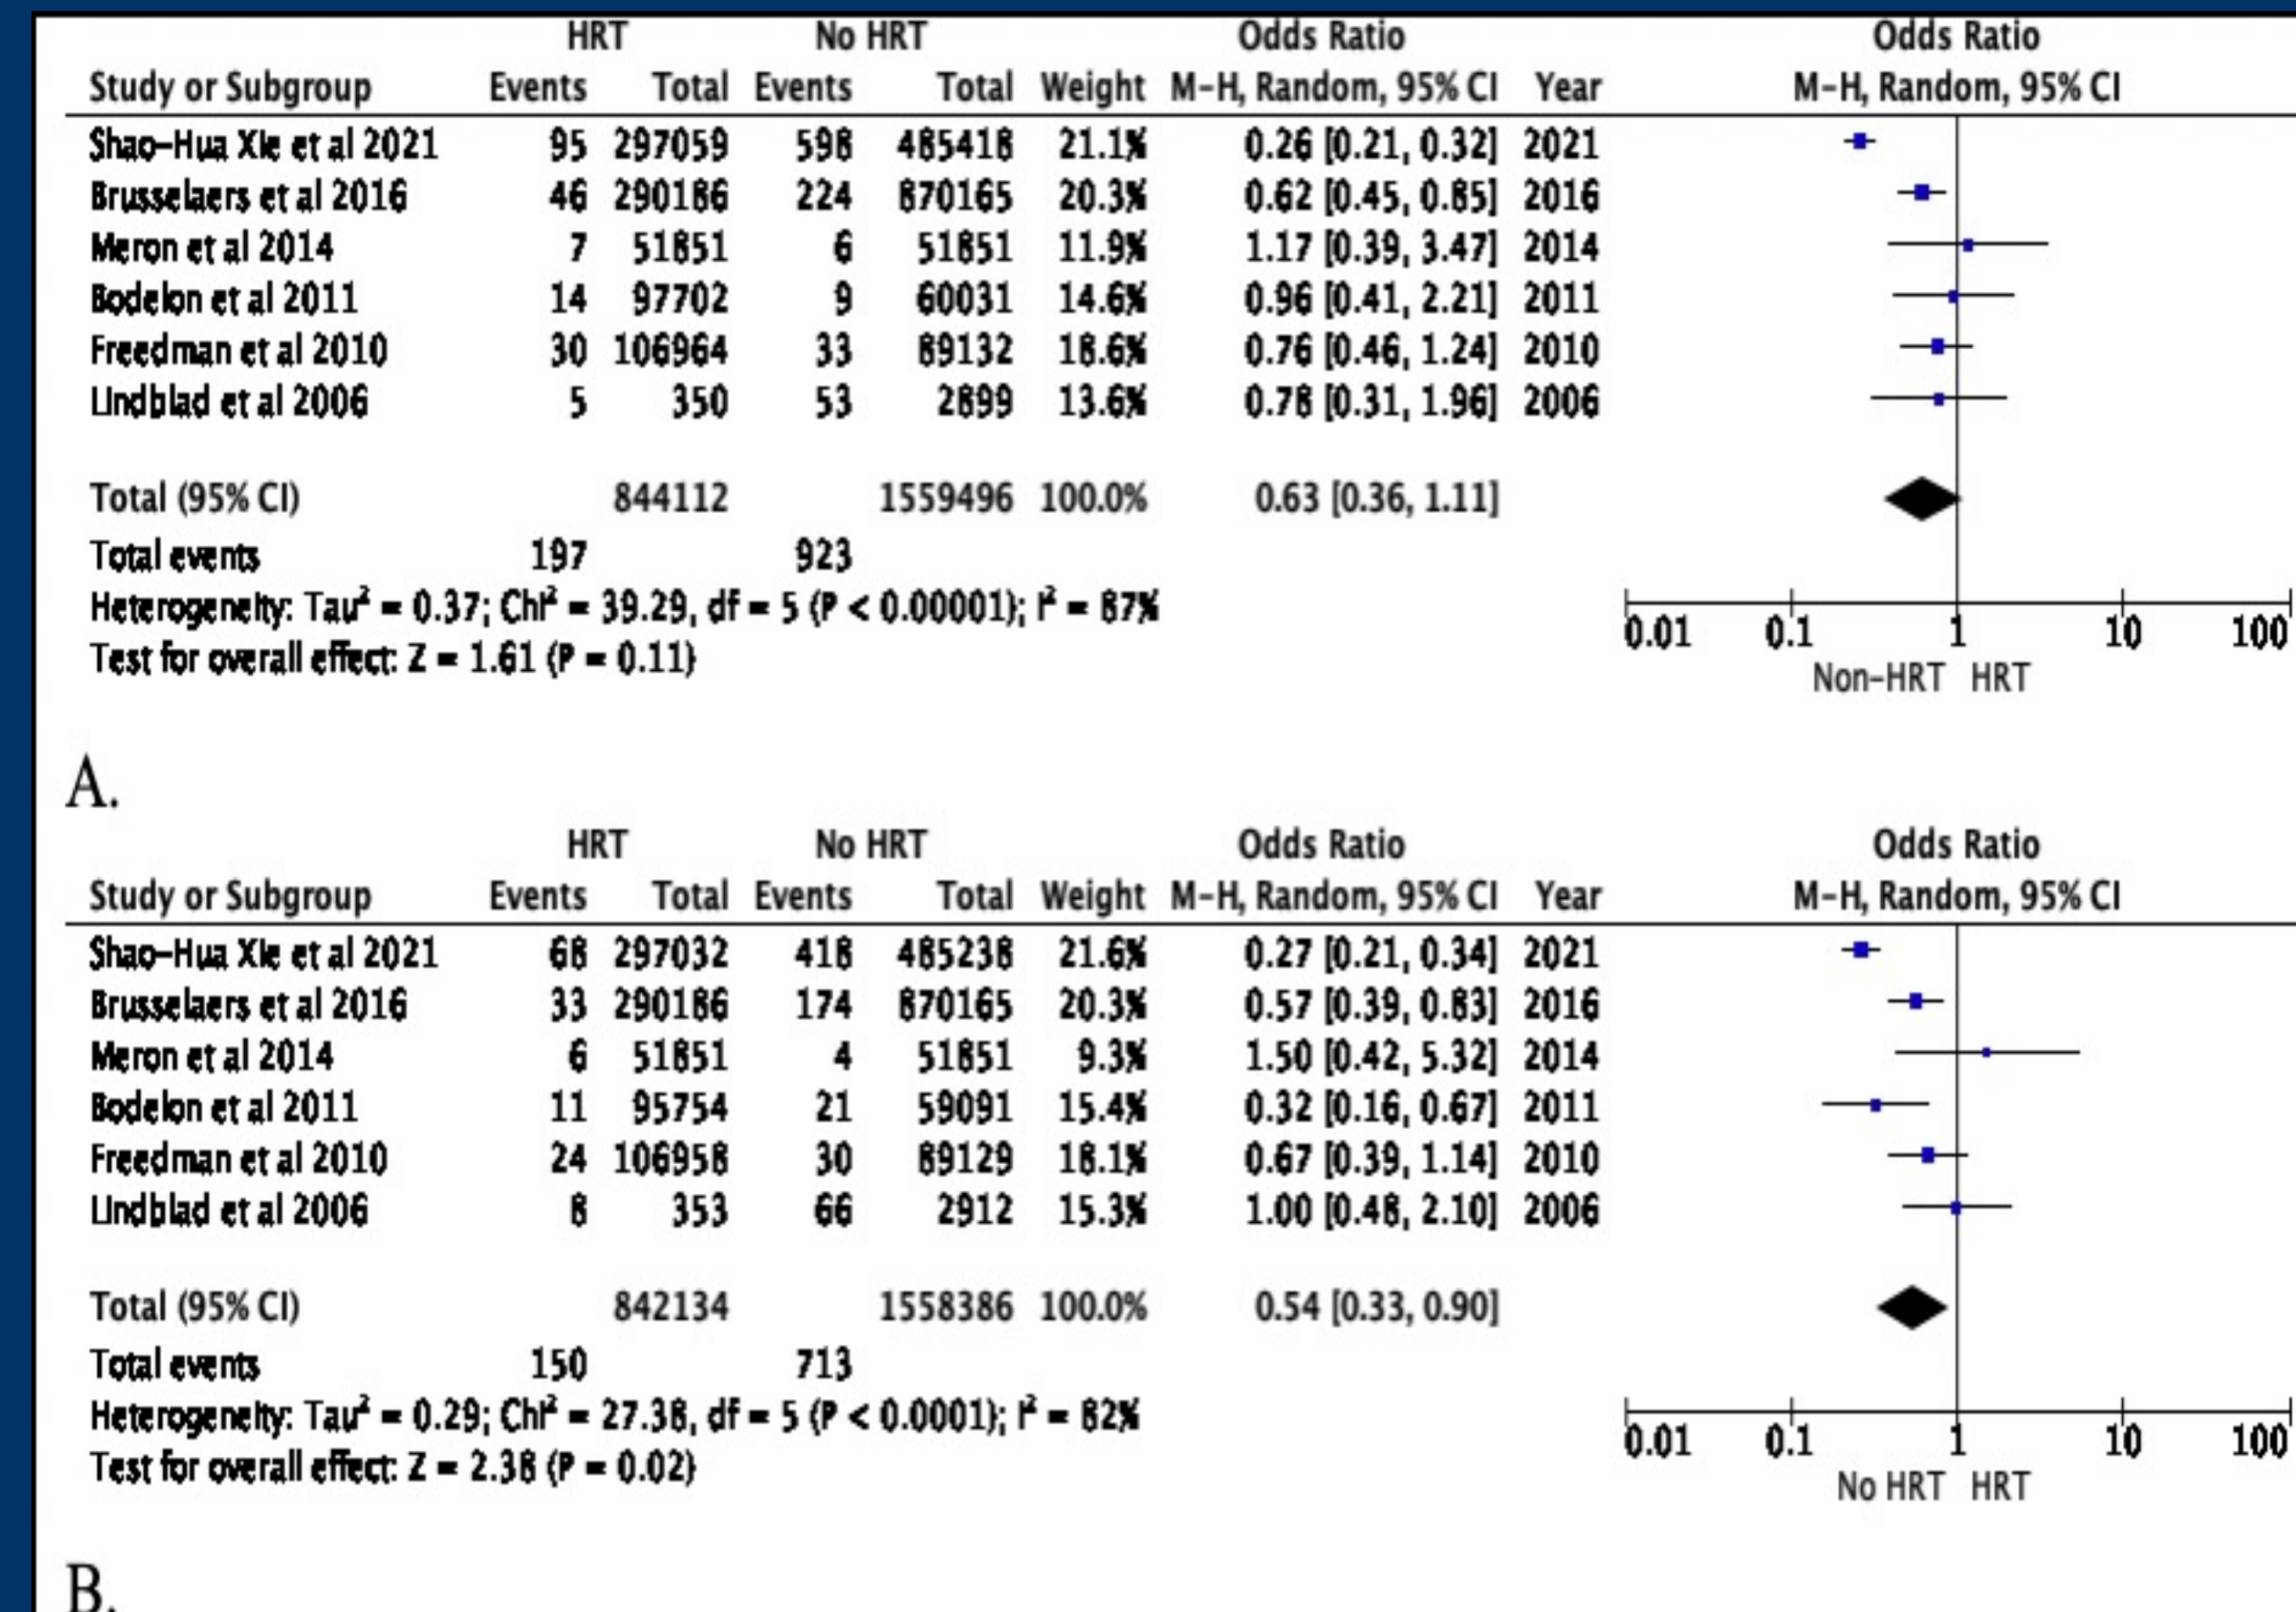 HRT No HRT Odds Ratio Odds Ratio
Study or Subgroup Events Total Events Total Weight M-H, Random, 95% CI Year M-H, Random, 95% CI
Shao-Hua Xie et al 2021 95 297059 598 485418 21.1% 0.26 [0.21, 0.32] 2021
Brusselaers et al 2016 46 290186 224 870165 20.3% 0.62 [0.45, 0.85] 2016
Meron et al 2014 7 51851 6 51851 11.9% 1.17 [0.39, 3.47] 2014
Bodelon et al 2011 14 97702 9 60031 14.6% 0.96 [0.41, 2.21] 2011
Freedman et al 2010 30 106964 33 89132 18.6% 0.76 [0.46, 1.24] 2010
Lindblad et al 2006 5 350 53 2899 13.6% 0.78 [0.31, 1.96] 2006
Total (95% CI) 844112 1559496 100.0% 0.63 [0.36, 1.11]
Total events 197 923
Heterogeneity: Tau² = 0.37; Chi² = 39.29, df = 5 (P < 0.00001); I² = 87%
Test for overall effect: Z = 1.61 (P = 0.11)
0.01 0.1 1 10 100
Non-HRT HRT
A.
HRT No HRT Odds Ratio Odds Ratio
Study or Subgroup Events Total Events Total Weight M-H, Random, 95% CI Year M-H, Random, 95% CI
Shao-Hua Xie et al 2021 68 297032 418 485238 21.6% 0.27 [0.21, 0.34] 2021
Brusselaers et al 2016 33 290186 174 870165 20.3% 0.57 [0.39, 0.83] 2016
Meron et al 2014 6 51851 4 51851 9.3% 1.50 [0.42, 5.32] 2014
Bodelon et al 2011 11 95754 21 59091 15.4% 0.32 [0.16, 0.67] 2011
Freedman et al 2010 24 106958 30 89129 18.1% 0.67 [0.39, 1.14] 2010
Lindblad et al 2006 8 353 66 2912 15.3% 1.00 [0.48, 2.10] 2006
Total (95% CI) 842134 1558386 100.0% 0.54 [0.33, 0.90]
Total events 150 713
Heterogeneity: Tau² = 0.29; Chi² = 27.38, df = 5 (P < 0.0001); I² = 82%
Test for overall effect: Z = 2.38 (P = 0.02)
0.01 0.1 1 10 100
No HRT HRT
B.